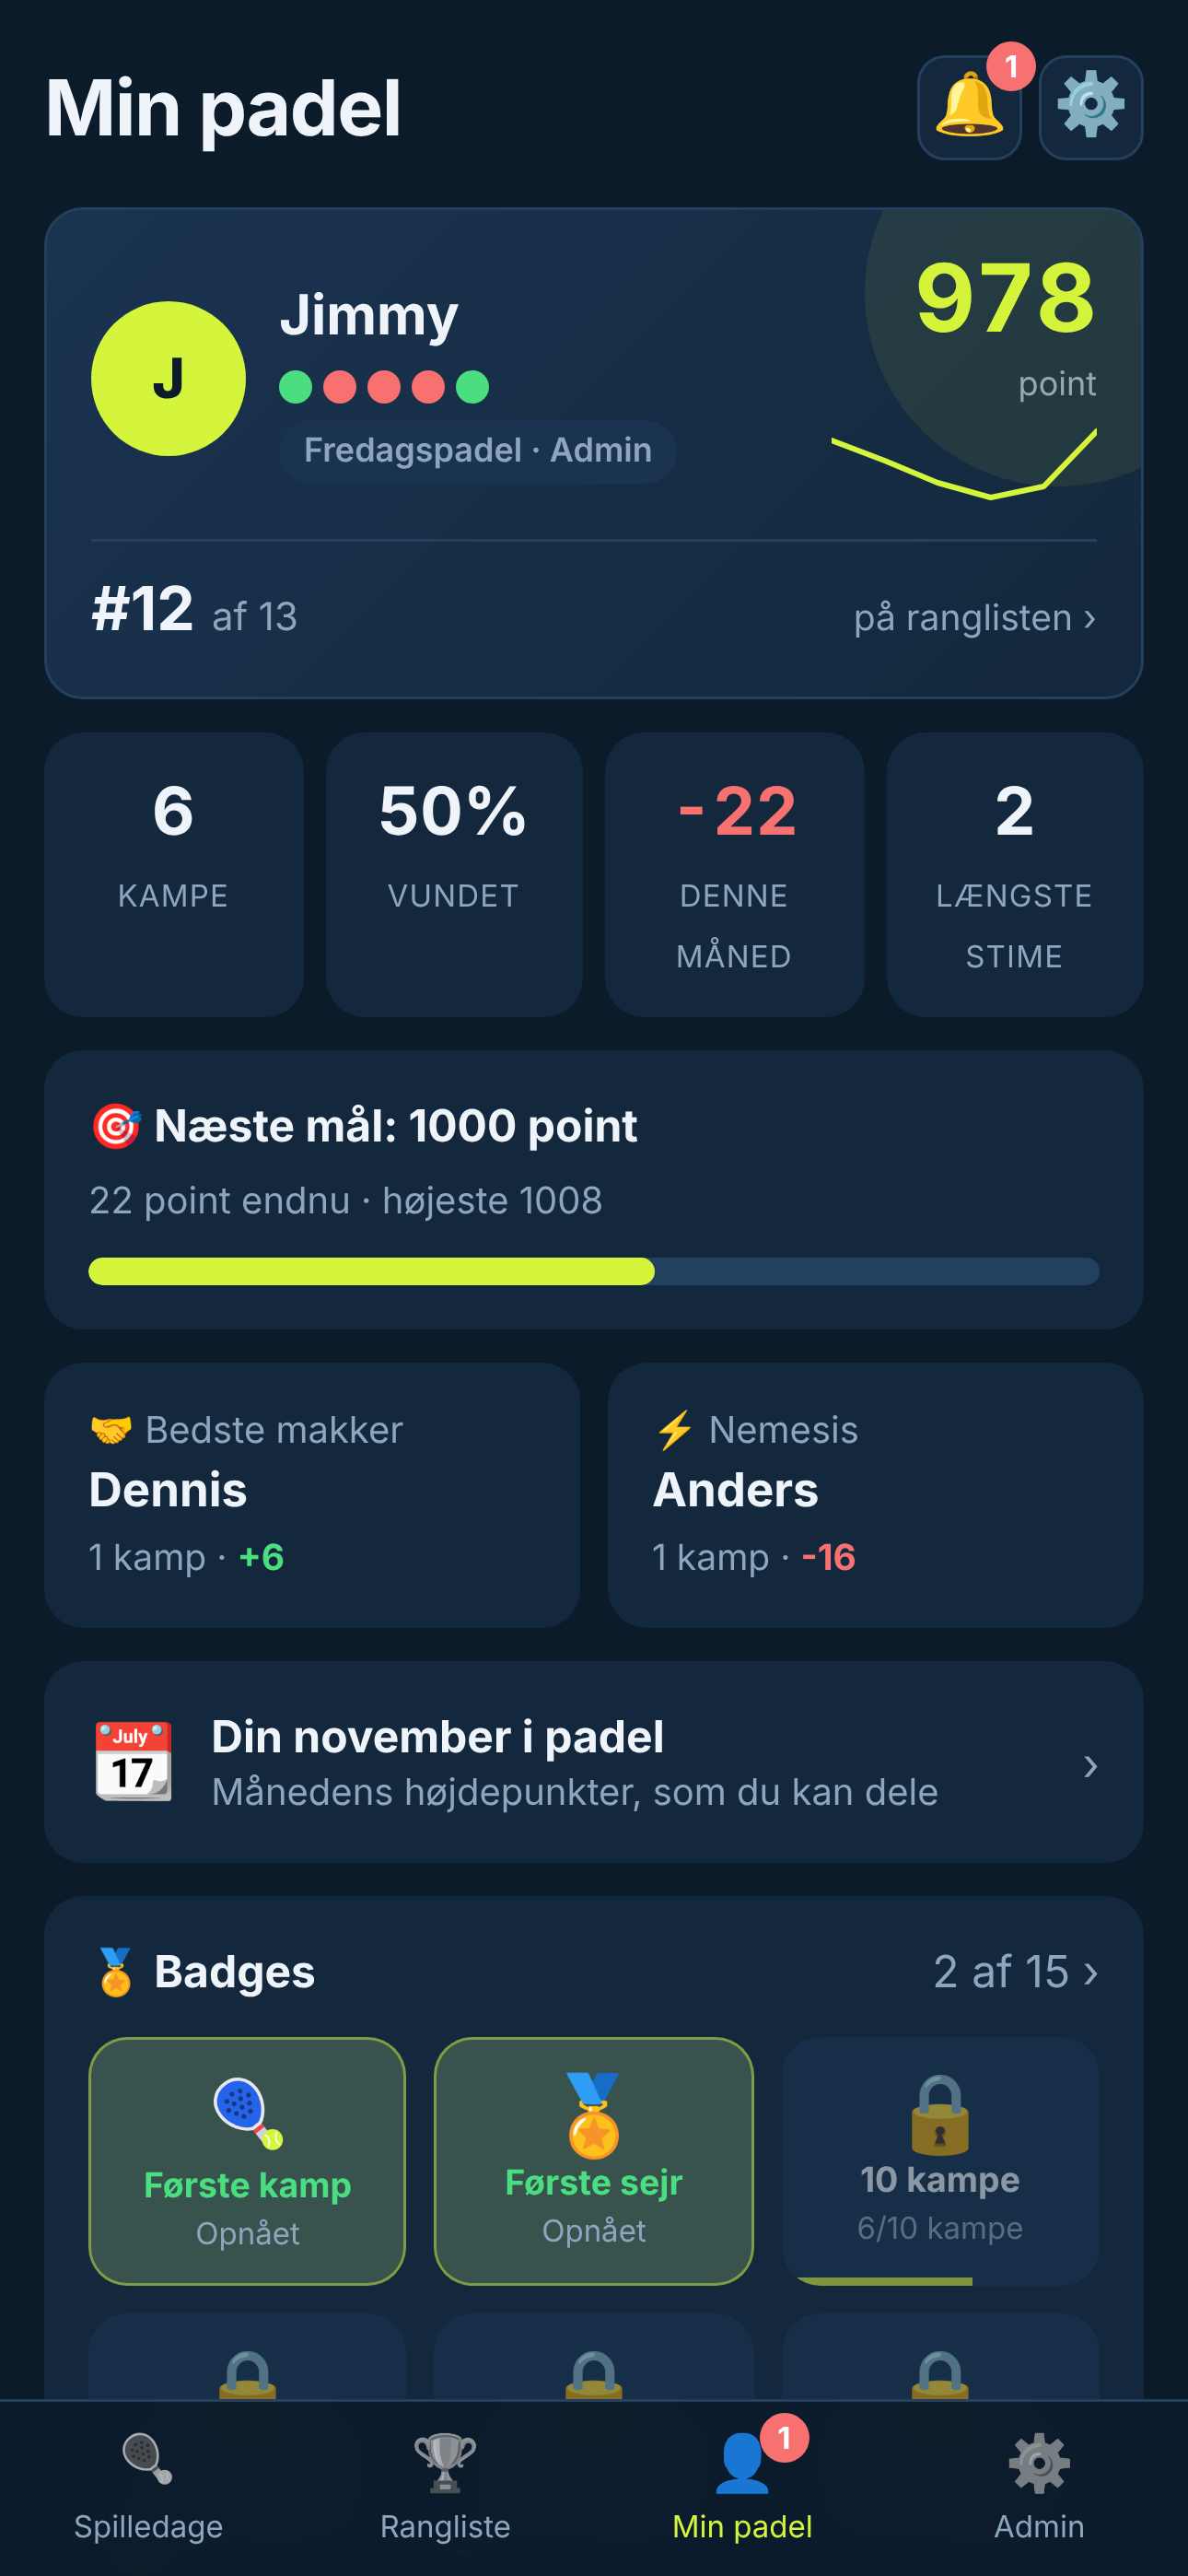 Min padel
1
J
Jimmy
Fredagspadel · Admin
978
point
#12 af 13
på ranglisten ›
6
KAMPE
50%
VUNDET
-22
DENNE
MÅNED
2
LÆNGSTE
STIME
Næste mål: 1000 point
22 point endnu · højeste 1008
Bedste makker
Dennis
1 kamp · +6
Nemesis
Anders
1 kamp · -16
July
17
Din november i padel
Månedens højdepunkter, som du kan dele
›
Badges
2 af 15 ›
Første kamp
Opnået
Første sejr
Opnået
10 kampe
6/10 kampe
Spilledage
Rangliste
1
Min padel
Admin